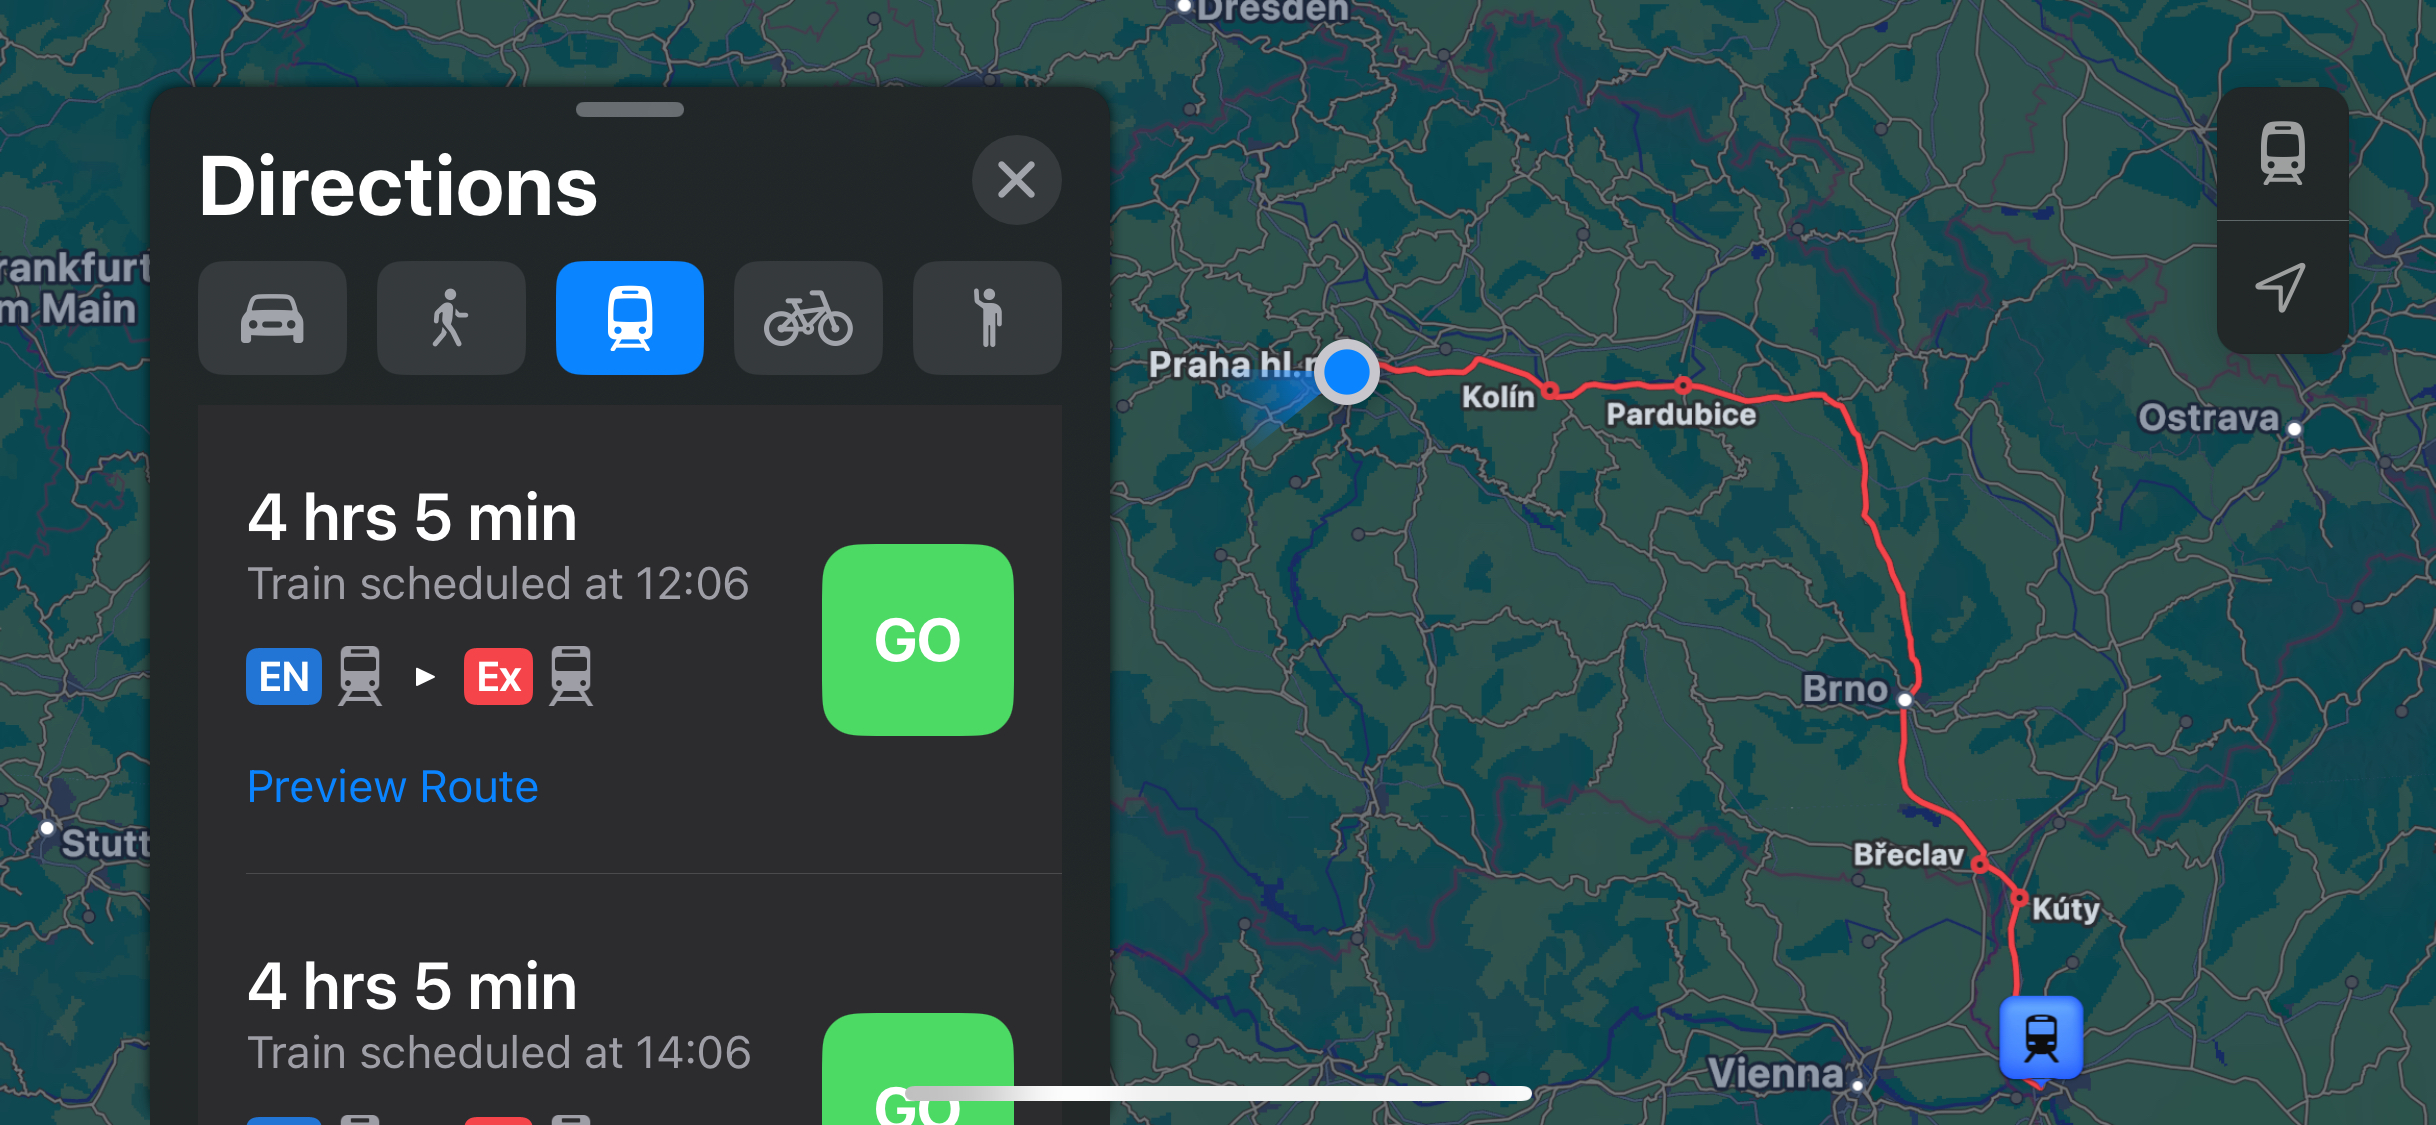 Directions
4 hrs 5 min
Train scheduled at 12:06
EN
Ex
GO
Preview Route
4 hrs 5 min
Train scheduled at 14:06
GO
Dresden
Praha hl.
Kolín
Pardubice
Ostrava
Brno
Břeclav
Kúty
Vienna
rankfurt
m Main
Stutt